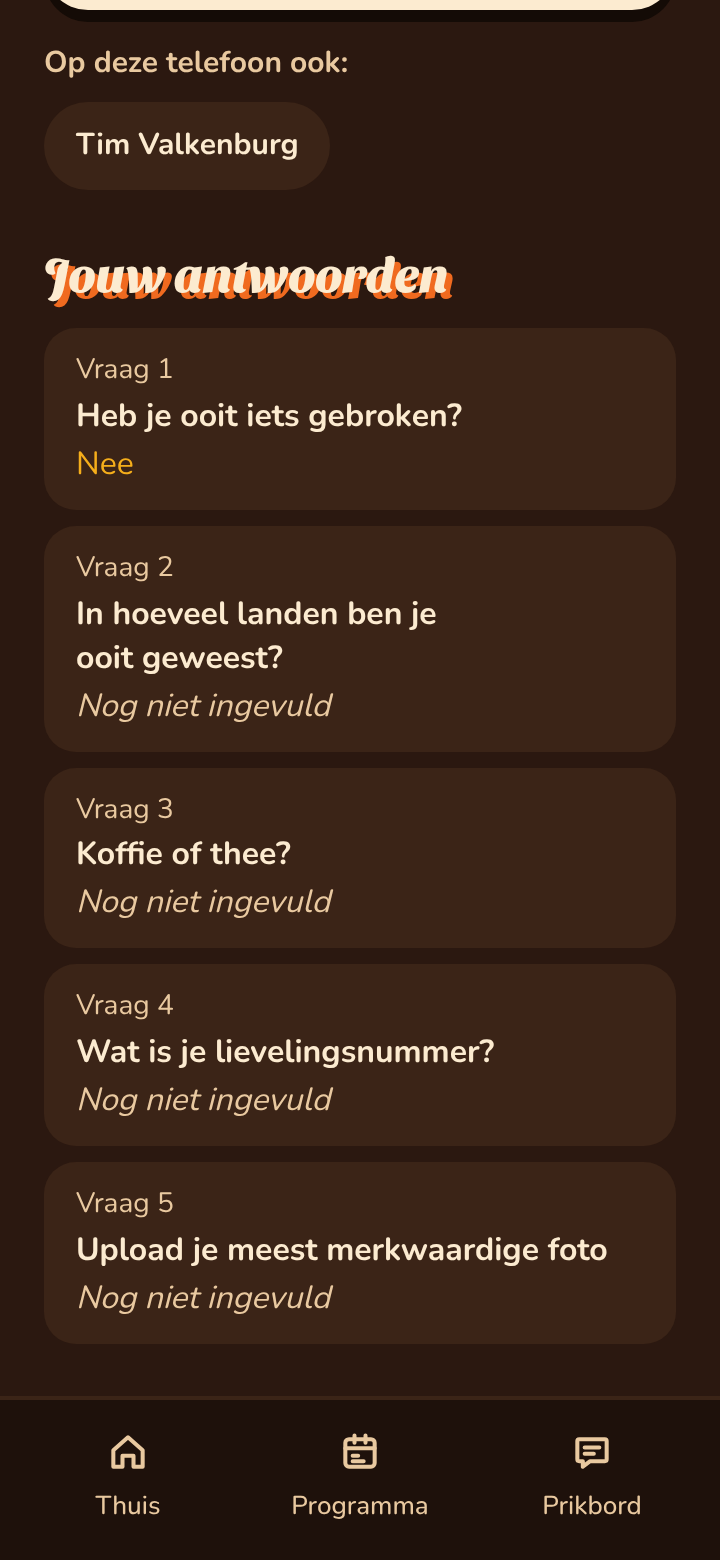 Op deze telefoon ook:
Tim Valkenburg
Jouw antwoorden
Vraag 1
Heb je ooit iets gebroken?
Nee
Vraag 2
In hoeveel landen ben je
ooit geweest?
Nog niet ingevuld
Vraag 3
Koffie of thee?
Nog niet ingevuld
Vraag 4
Wat is je lievelingsnummer?
Nog niet ingevuld
Vraag 5
Upload je meest merkwaardige foto
Nog niet ingevuld
Thuis
Programma
Prikbord